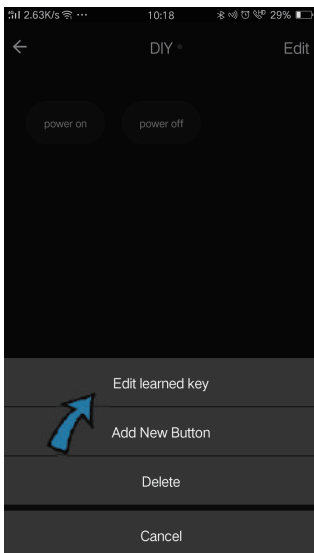 2.63K/s ... 10:18 29%
DIY Edit
power on power off
Edit learned key
Add New Button
Delete
Cancel